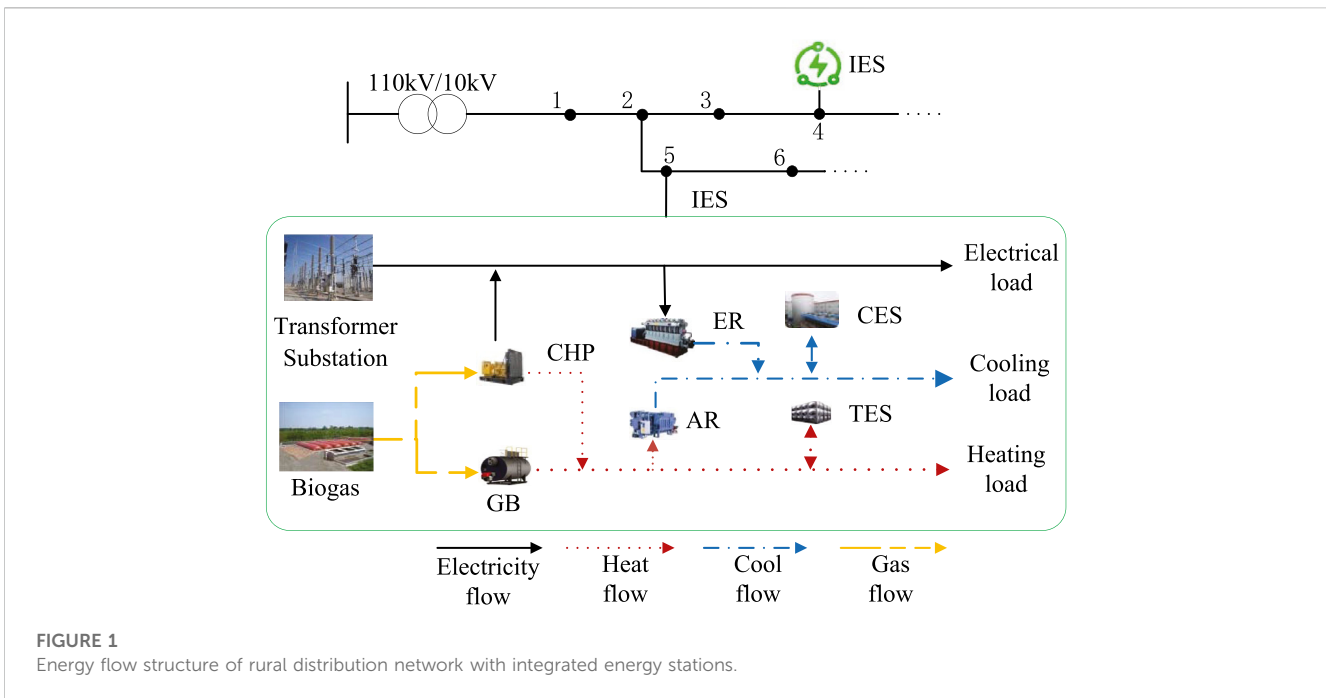 110kV/10kV
IES
1
2
3
4
5
6
IES
Transformer
Substation
Biogas
CHP
GB
ER
AR
CES
TES
Electrical
load
Cooling
load
Heating
load
Electricity
flow
Heat
flow
Cool
flow
Gas
flow
FIGURE 1
Energy flow structure of rural distribution network with integrated energy stations.